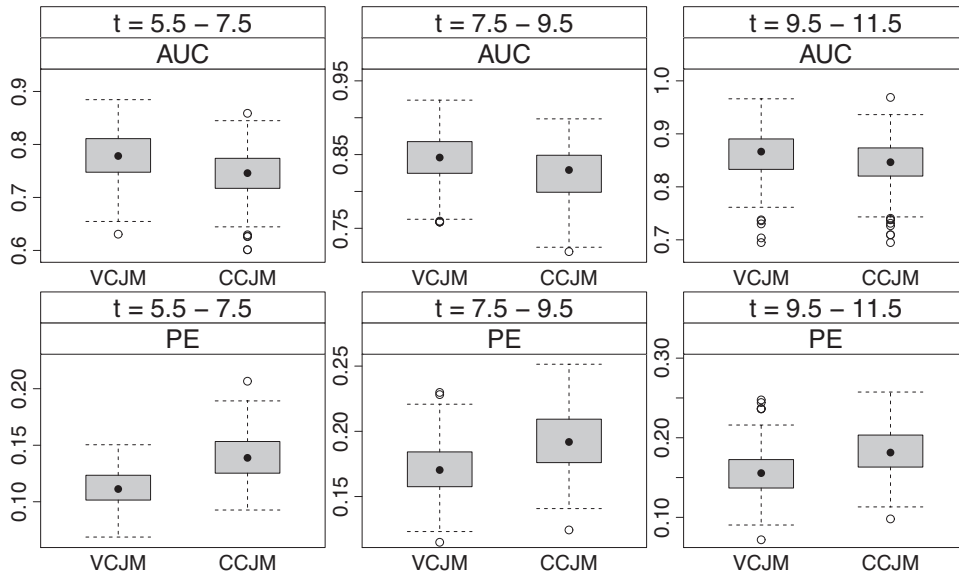 t = 5.5 – 7.5
t = 7.5 – 9.5
t = 9.5 – 11.5
AUC
AUC
AUC
0.9
0.8
0.7
0.6
0.95
0.85
0.75
1.0
0.9
0.8
0.7
VCJM CCJM
VCJM CCJM
VCJM CCJM
t = 5.5 – 7.5
t = 7.5 – 9.5
t = 9.5 – 11.5
PE
PE
PE
0.20
0.15
0.10
0.25
0.20
0.15
0.30
0.20
0.10
VCJM CCJM
VCJM CCJM
VCJM CCJM